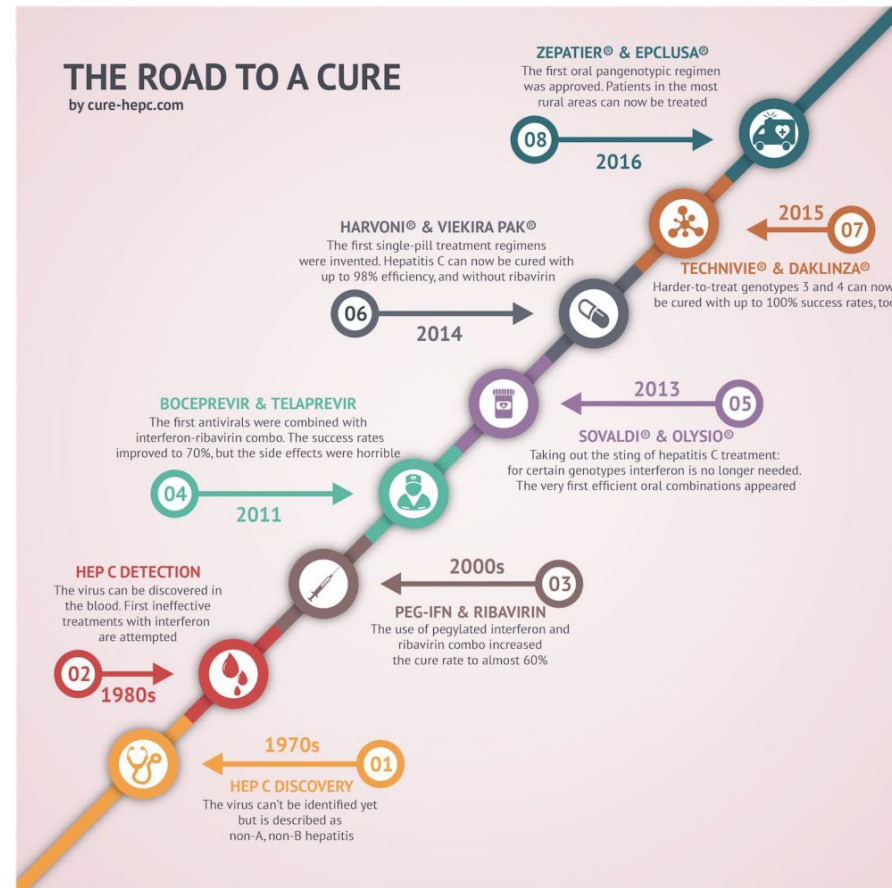 THE ROAD TO A CURE
by cure-hepc.com
ZEPATIER® & EPCLUSA®
The first oral pangenotypic regimen
was approved. Patients in the most
rural areas can now be treated
08
2016
2015
07
TECHNIVIE® & DAKLINZA®
Harder-to-treat genotypes 3 and 4 can now
be cured with up to 100% success rates, too
HARVONI® & VIEKIRA PAK®
The first single-pill treatment regimens
were invented. Hepatitis C can now be cured with
up to 98% efficiency, and without ribavirin
06
2014
2013
05
SOVALDI® & OLYSIO®
Taking out the sting of hepatitis C treatment:
for certain genotypes interferon is no longer needed.
The very first efficient oral combinations appeared
BOCEPREVIR & TELAPREVIR
The first antivirals were combined with
interferon-ribavirin combo. The success rates
improved to 70%, but the side effects were horrible
04
2011
2000s
03
PEG-IFN & RIBAVIRIN
The use of pegylated interferon and
ribavirin combo increased
the cure rate to almost 60%
HEP C DETECTION
The virus can be discovered in
the blood. First ineffective
treatments with interferon
are attempted
02
1980s
1970s
01
HEP C DISCOVERY
The virus can't be identified yet
but is described as
non-A, non-B hepatitis